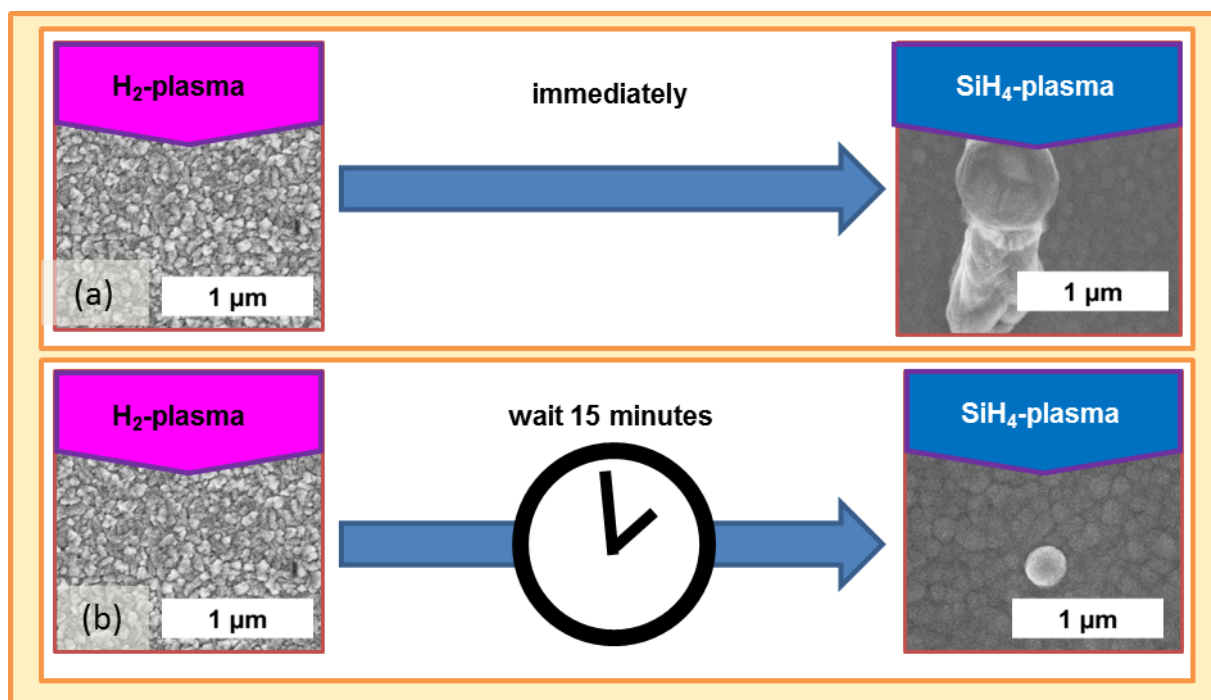 H₂-plasma
immediately
SiH₄-plasma
(a)
1 µm
1 µm
H₂-plasma
wait 15 minutes
SiH₄-plasma
(b)
1 µm
1 µm